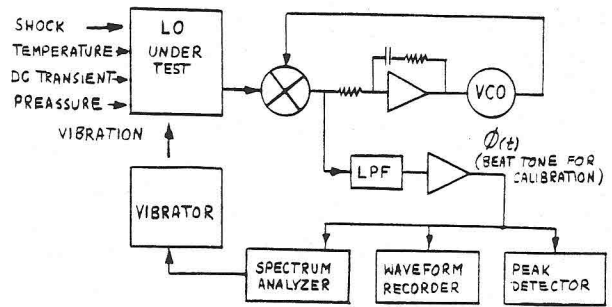 SHOCK
TEMPERATURE
DC TRANSIENT
PREASSURE
VIBRATION
LO
UNDER
TEST
VCO
Φ(t)
(BEAT TONE FOR
CALIBRATION)
LPF
VIBRATOR
SPECTRUM
ANALYZER
WAVEFORM
RECORDER
PEAK
DETECTOR